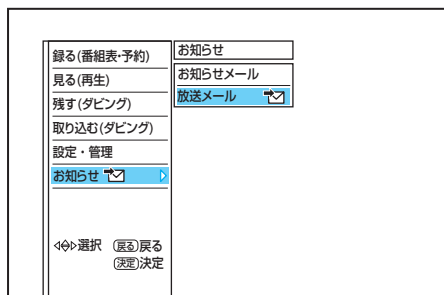 録る(番組表・予約)
見る(再生)
残す(ダビング)
取り込む(ダビング)
設定・管理
お知らせ
お知らせ
お知らせメール
放送メール
選択 戻る戻る
決定決定